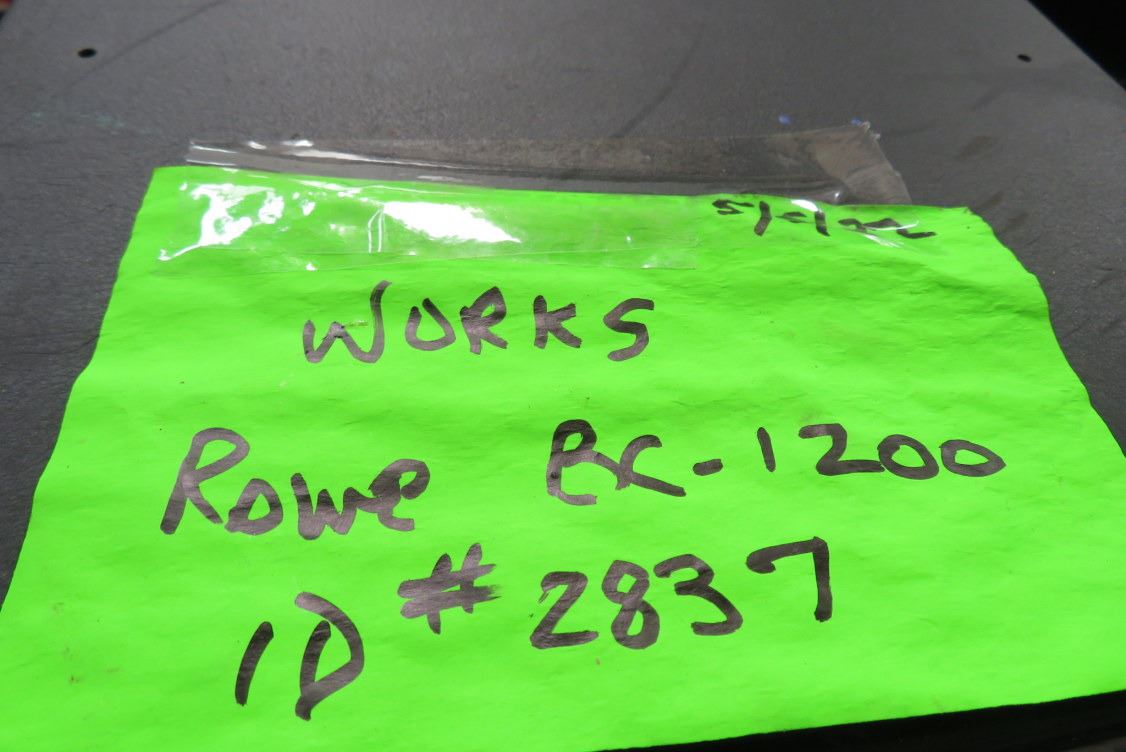 WORKS
Rowe BC-1200
ID # 2837